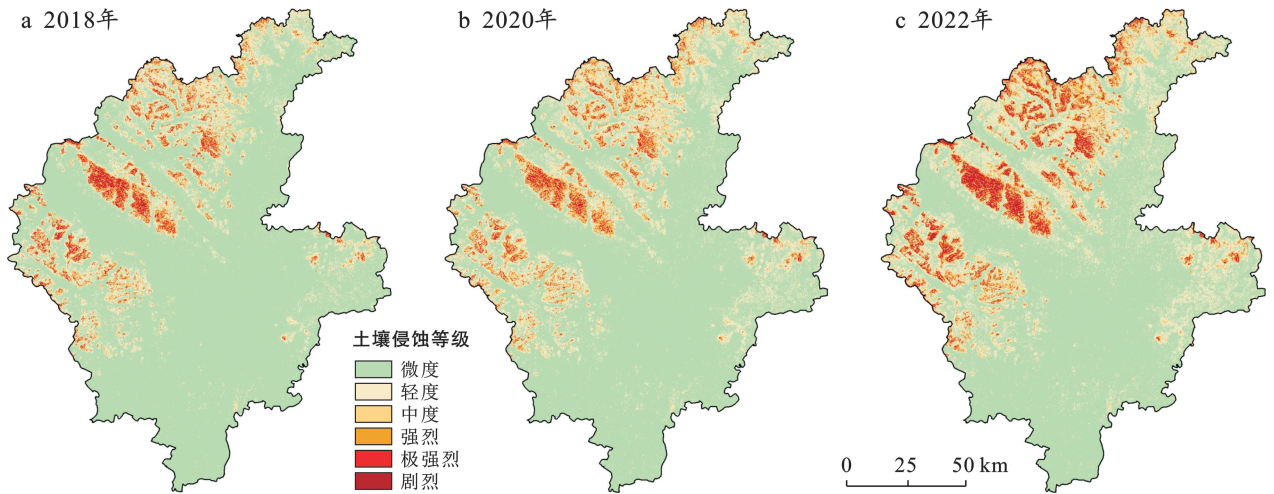 a 2018年
b 2020年
c 2022年
土壤侵蚀等级
微度
轻度
中度
强烈
极强烈
剧烈
0 25 50 km